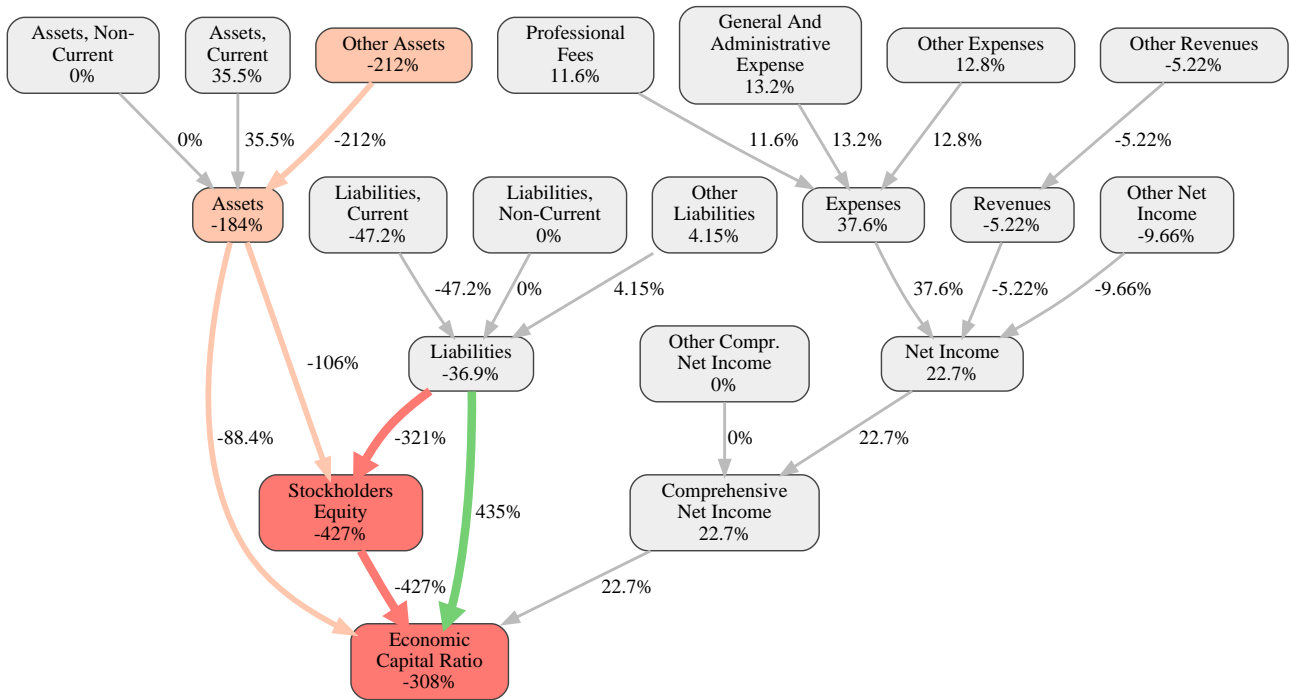 Assets, Non-
Current
0%
Assets,
Current
35.5%
Other Assets
-212%
Professional
Fees
11.6%
General And
Administrative
Expense
13.2%
Other Expenses
12.8%
Other Revenues
-5.22%
0%
35.5%
-212%
11.6%
13.2%
12.8%
-5.22%
Assets
-184%
Liabilities,
Current
-47.2%
Liabilities,
Non-Current
0%
Other
Liabilities
4.15%
Expenses
37.6%
Revenues
-5.22%
Other Net
Income
-9.66%
-47.2%
0%
4.15%
37.6%
-5.22%
-9.66%
-106%
Liabilities
-36.9%
Other Compr.
Net Income
0%
Net Income
22.7%
-88.4%
-321%
0%
22.7%
Stockholders
Equity
-427%
435%
Comprehensive
Net Income
22.7%
-427%
22.7%
Economic
Capital Ratio
-308%